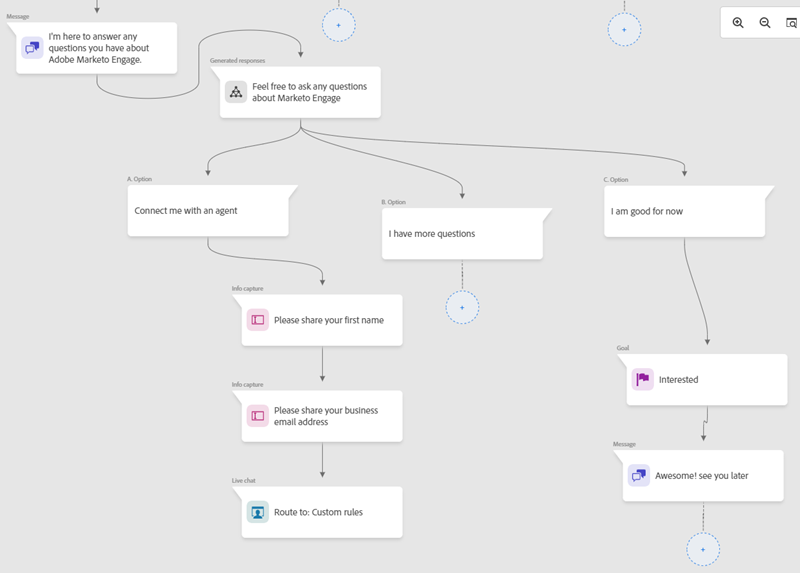 Message
I'm here to answer any
questions you have about
Adobe Marketo Engage.
Generated responses
Feel free to ask any questions
about Marketo Engage
A. Option
Connect me with an agent
B. Option
I have more questions
C. Option
I am good for now
Info capture
Please share your first name
Info capture
Please share your business
email address
Live chat
Route to: Custom rules
Goal
Interested
Message
Awesome! see you later